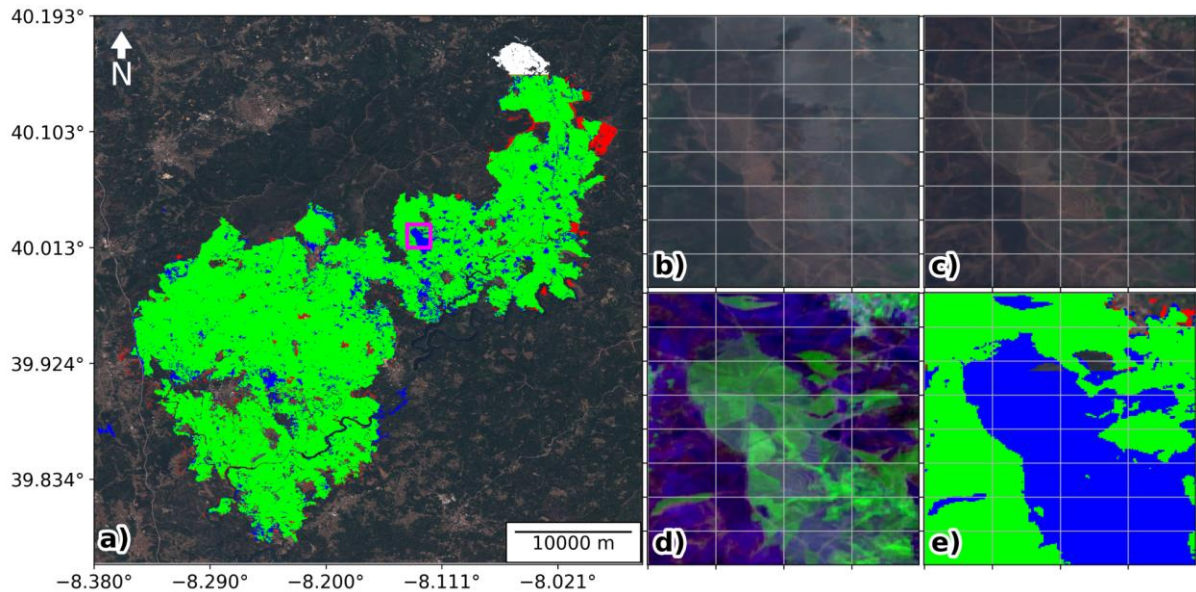 40.193
40.103
40.013
39.924
39.834
N
a)
10000 m
−8.380°
−8.290°
−8.200°
−8.111°
−8.021°
b)
c)
d)
e)